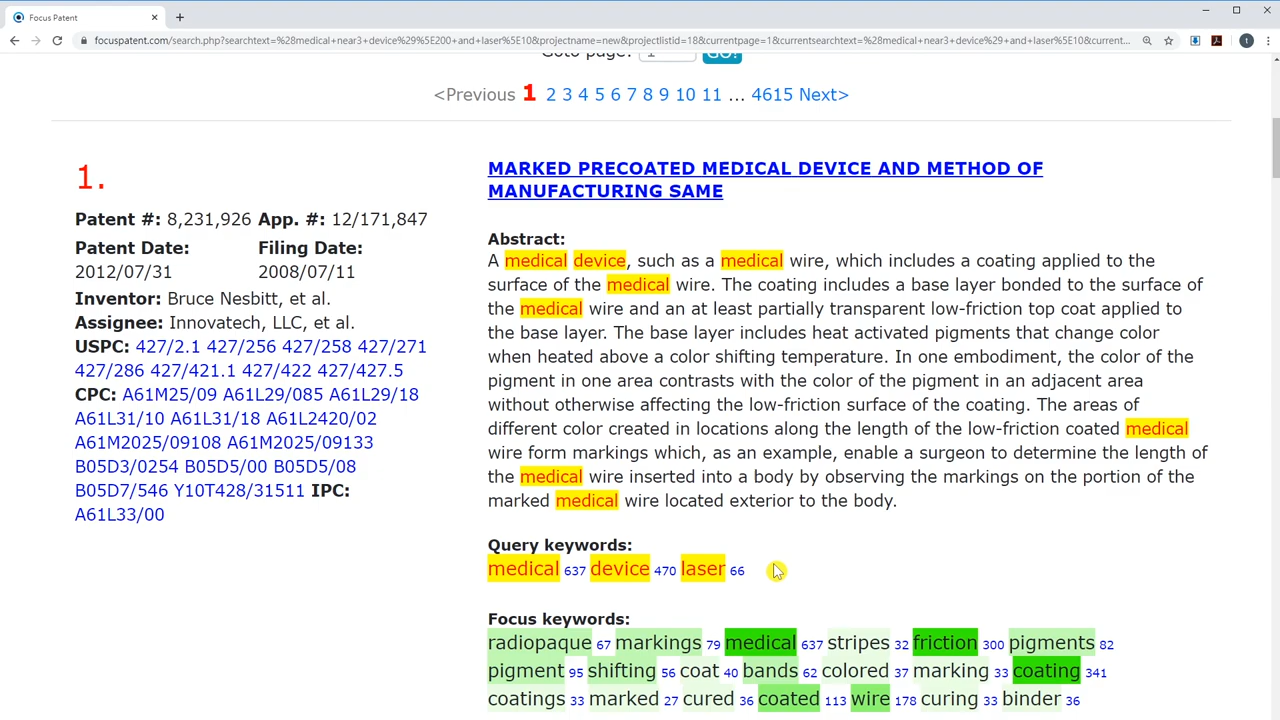 Focus Patent
focuspatent.com/search.php?searchtext=%28medical+near3+device%29%5E200+and+laser%5E10&projectname=new&projectlistid=18&currentpage=1&currentsearchtext=%28medical+near3+device%29+and+laser%5E10&current...
Goto page: 1 GO!
<Previous 1 2 3 4 5 6 7 8 9 10 11 ... 4615 Next>
1.
Patent #: 8,231,926 App. #: 12/171,847
Patent Date: Filing Date:
2012/07/31 2008/07/11
Inventor: Bruce Nesbitt, et al.
Assignee: Innovatech, LLC, et al.
USPC: 427/2.1 427/256 427/258 427/271
427/286 427/421.1 427/422 427/427.5
CPC: A61M25/09 A61L29/085 A61L29/18
A61L31/10 A61L31/18 A61L2420/02
A61M2025/09108 A61M2025/09133
B05D3/0254 B05D5/00 B05D5/08
B05D7/546 Y10T428/31511 IPC:
A61L33/00
MARKED PRECOATED MEDICAL DEVICE AND METHOD OF
MANUFACTURING SAME
Abstract:
A medical device, such as a medical wire, which includes a coating applied to the
surface of the medical wire. The coating includes a base layer bonded to the surface of
the medical wire and an at least partially transparent low-friction top coat applied to
the base layer. The base layer includes heat activated pigments that change color
when heated above a color shifting temperature. In one embodiment, the color of the
pigment in one area contrasts with the color of the pigment in an adjacent area
without otherwise affecting the low-friction surface of the coating. The areas of
different color created in locations along the length of the low-friction coated medical
wire form markings which, as an example, enable a surgeon to determine the length of
the medical wire inserted into a body by observing the markings on the portion of the
marked medical wire located exterior to the body.
Query keywords:
medical 637 device 470 laser 66
Focus keywords:
radiopaque 67 markings 79 medical 637 stripes 32 friction 300 pigments 82
pigment 95 shifting 56 coat 40 bands 62 colored 37 marking 33 coating 341
coatings 33 marked 27 cured 36 coated 113 wire 178 curing 33 binder 36